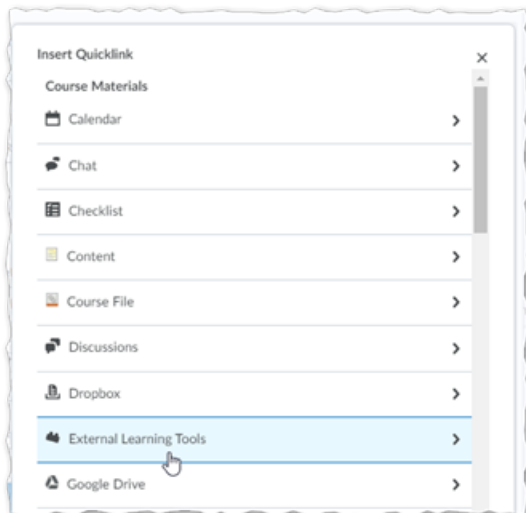 Insert Quicklink
Course Materials
Calendar
Chat
Checklist
Content
Course File
Discussions
Dropbox
External Learning Tools
Google Drive